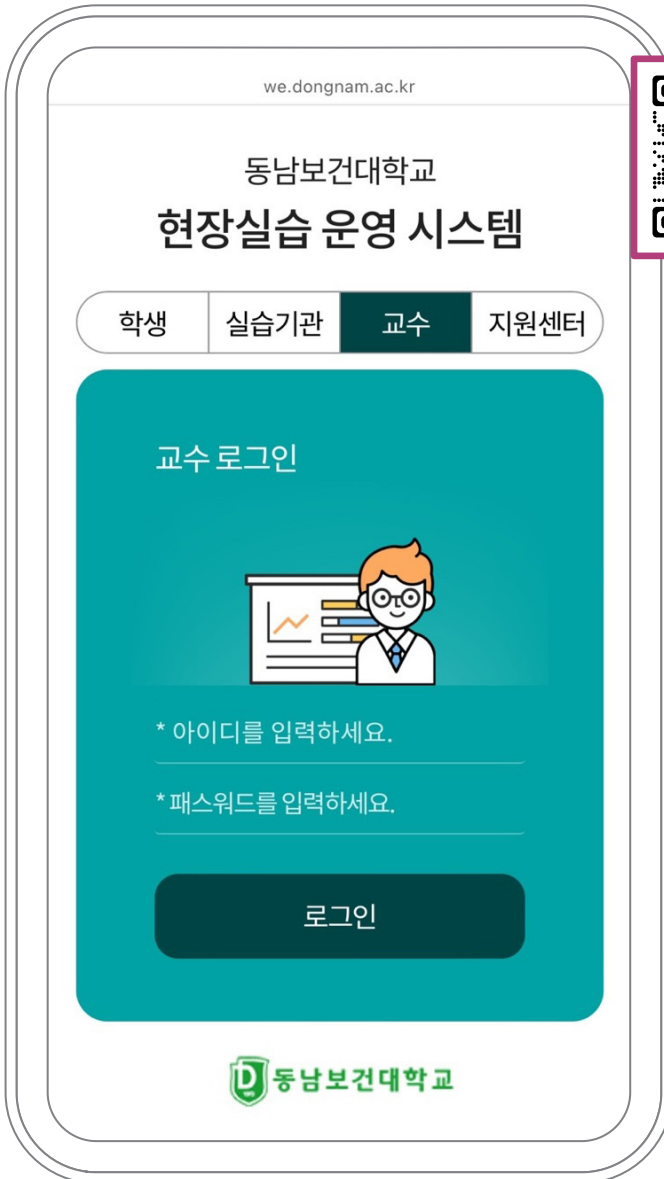 we.dongnam.ac.kr
동남보건대학교
현장실습 운영 시스템
학생 실습기관 교수 지원센터
교수 로그인
* 아이디를 입력하세요.
* 패스워드를 입력하세요.
로그인
동남보건대학교